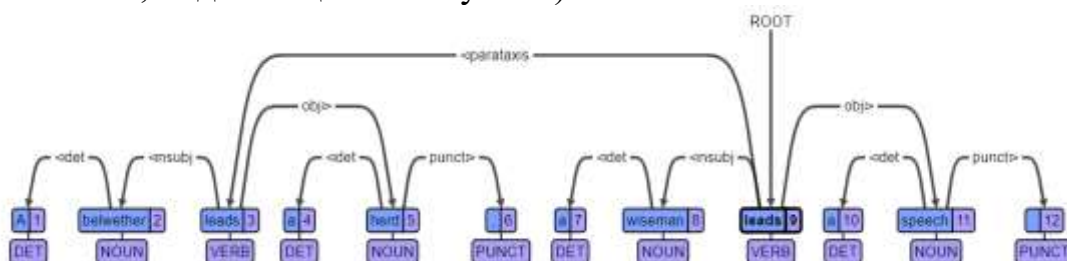 ROOT
<parataxis
obj> obj>
<det <nsubj <det punct> <det <nsubj <det punct>
A 1 belwether 2 leads 3 a 4 herd 5 6 a 7 wiseman 8 leads 9 a 10 speech 11 12
DET NOUN VERB DET NOUN PUNCT DET NOUN VERB DET NOUN PUNCT